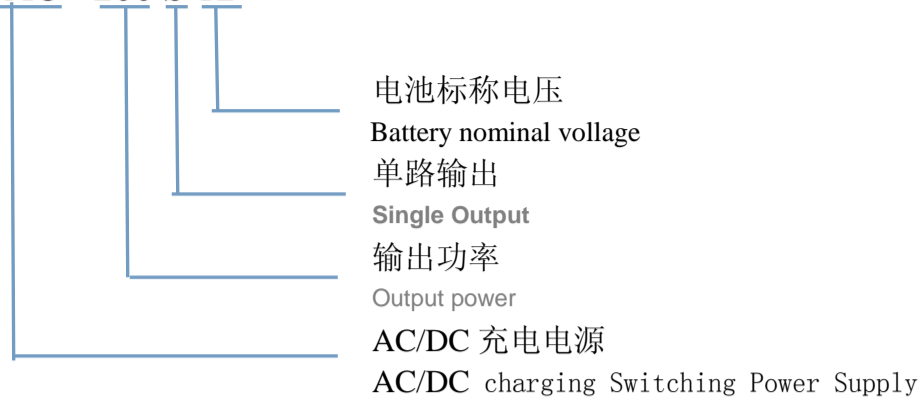 电池标称电压
Battery nominal vollage
单路输出
Single Output
输出功率
Output power
AC/DC 充电电源
AC/DC charging Switching Power Supply